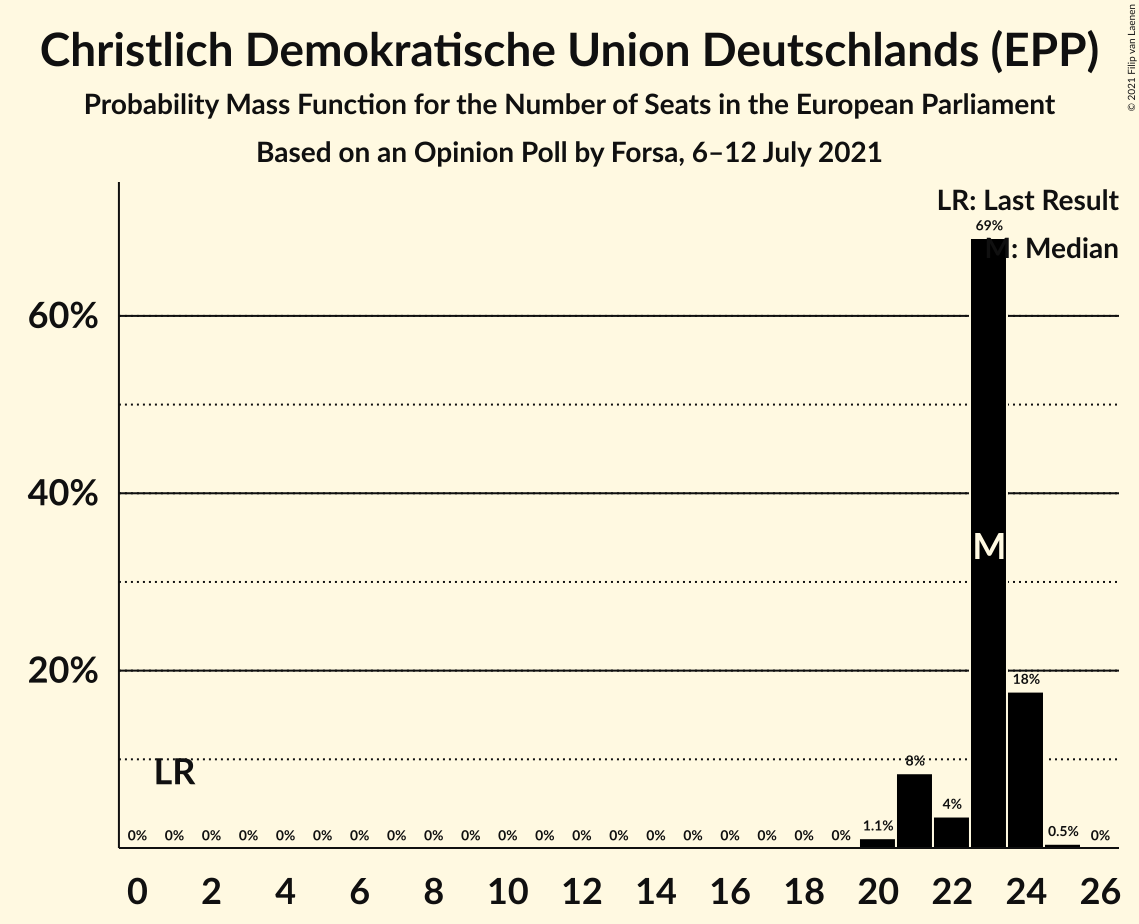 Christlich Demokratische Union Deutschlands (EPP)
Probability Mass Function for the Number of Seats in the European Parliament
Based on an Opinion Poll by Forsa, 6–12 July 2021
© 2021 Filip van Laenen
LR: Last Result
M: Median
69%
60%
40%
M
20%
18%
LR
8%
4%
1.1%
0.5%
0% 0% 0% 0% 0% 0% 0% 0% 0% 0% 0% 0% 0% 0% 0% 0% 0% 0% 0% 0% 0%
0 2 4 6 8 10 12 14 16 18 20 22 24 26